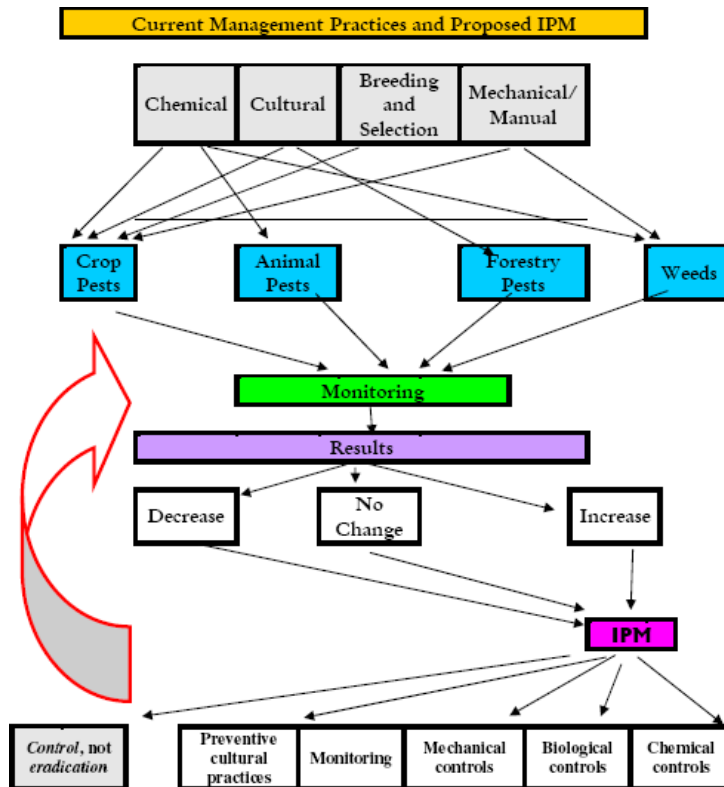 Current Management Practices and Proposed IPM
Chemical
Cultural
Breeding
and
Selection
Mechanical/
Manual
Crop
Pests
Animal
Pests
Forestry
Pests
Weeds
Monitoring
Results
Decrease
No
Change
Increase
IPM
Control, not
eradication
Preventive
cultural
practices
Monitoring
Mechanical
controls
Biological
controls
Chemical
controls